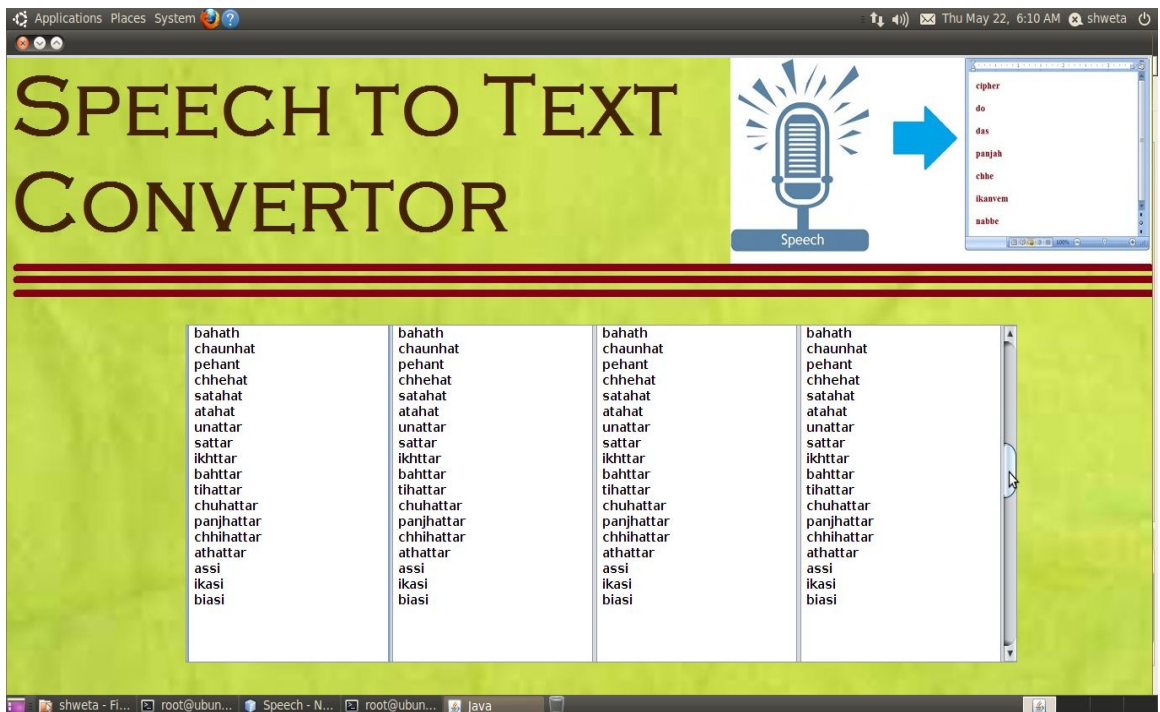 Applications Places System
Thu May 22, 6:10 AM shweta
SPEECH TO TEXT
CONVERTOR
Speech
cipher
do
das
panjah
chhe
ikanvem
nabbe
100%
bahath bahath bahath bahath
chaunhat chaunhat chaunhat chaunhat
pehant pehant pehant pehant
chhehat chhehat chhehat chhehat
satahat satahat satahat satahat
atahat atahat atahat atahat
unattar unattar unattar unattar
sattar sattar sattar sattar
ikhttar ikhttar ikhttar ikhttar
bahttar bahttar bahttar bahttar
tihattar tihattar tihattar tihattar
chuhattar chuhattar chuhattar chuhattar
panjhattar panjhattar panjhattar panjhattar
chhihattar chhihattar chhihattar chhihattar
athattar athattar athattar athattar
assi assi assi assi
ikasi ikasi ikasi ikasi
biasi biasi biasi biasi
shweta - Fi... root@ubun... Speech - N... root@ubun... Java